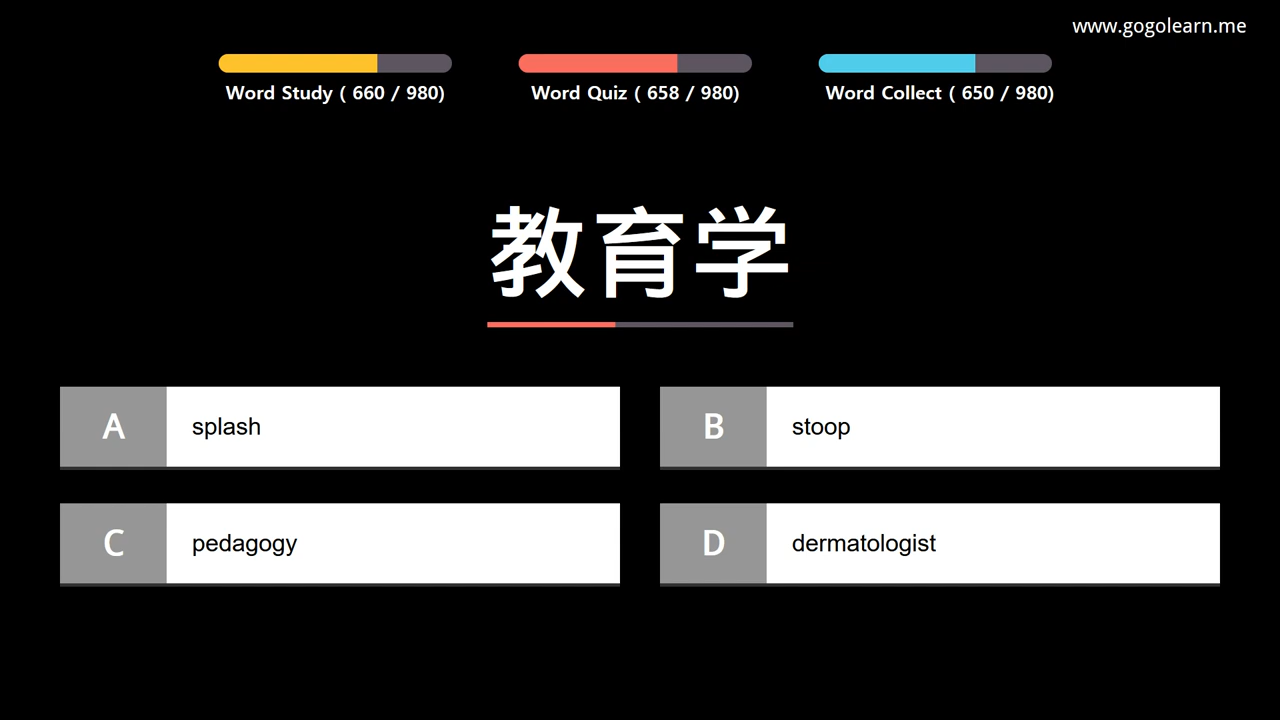 www.gogolearn.me
Word Study ( 660 / 980)
Word Quiz ( 658 / 980)
Word Collect ( 650 / 980)
教育学
A splash
B stoop
C pedagogy
D dermatologist